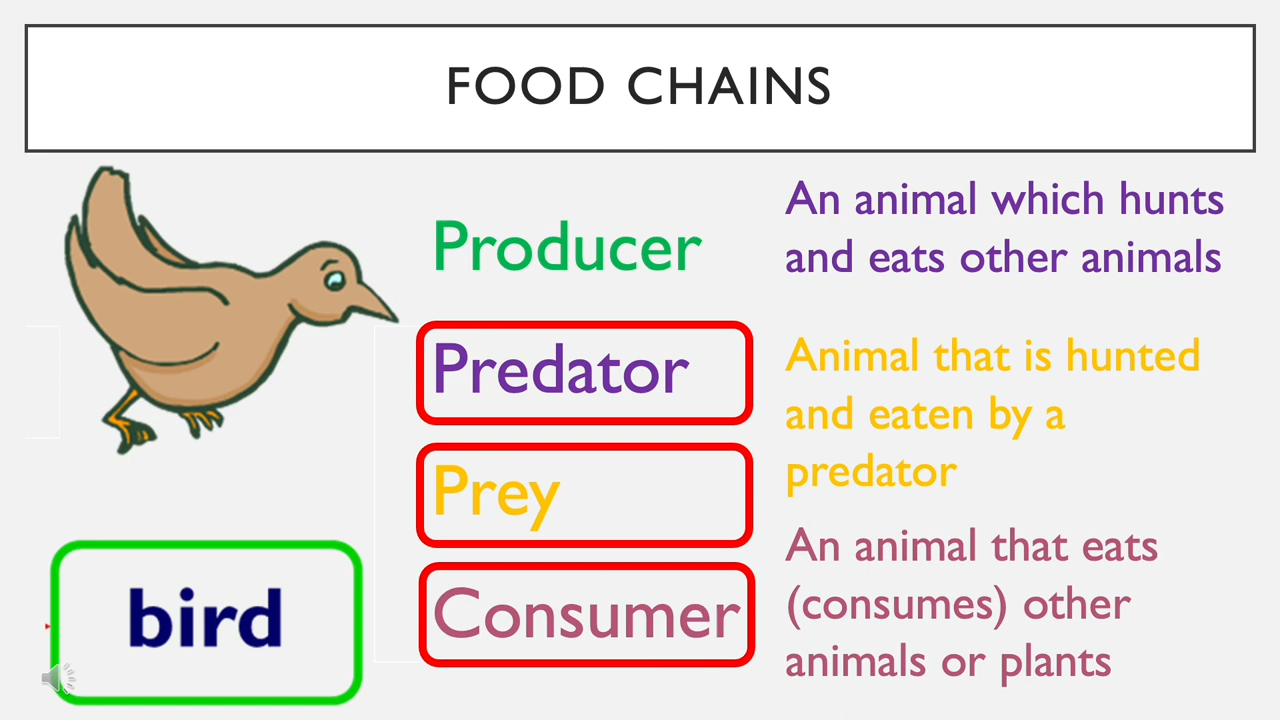 FOOD CHAINS
Producer
Predator
Prey
Consumer
An animal which hunts
and eats other animals
Animal that is hunted
and eaten by a
predator
An animal that eats
(consumes) other
animals or plants
bird